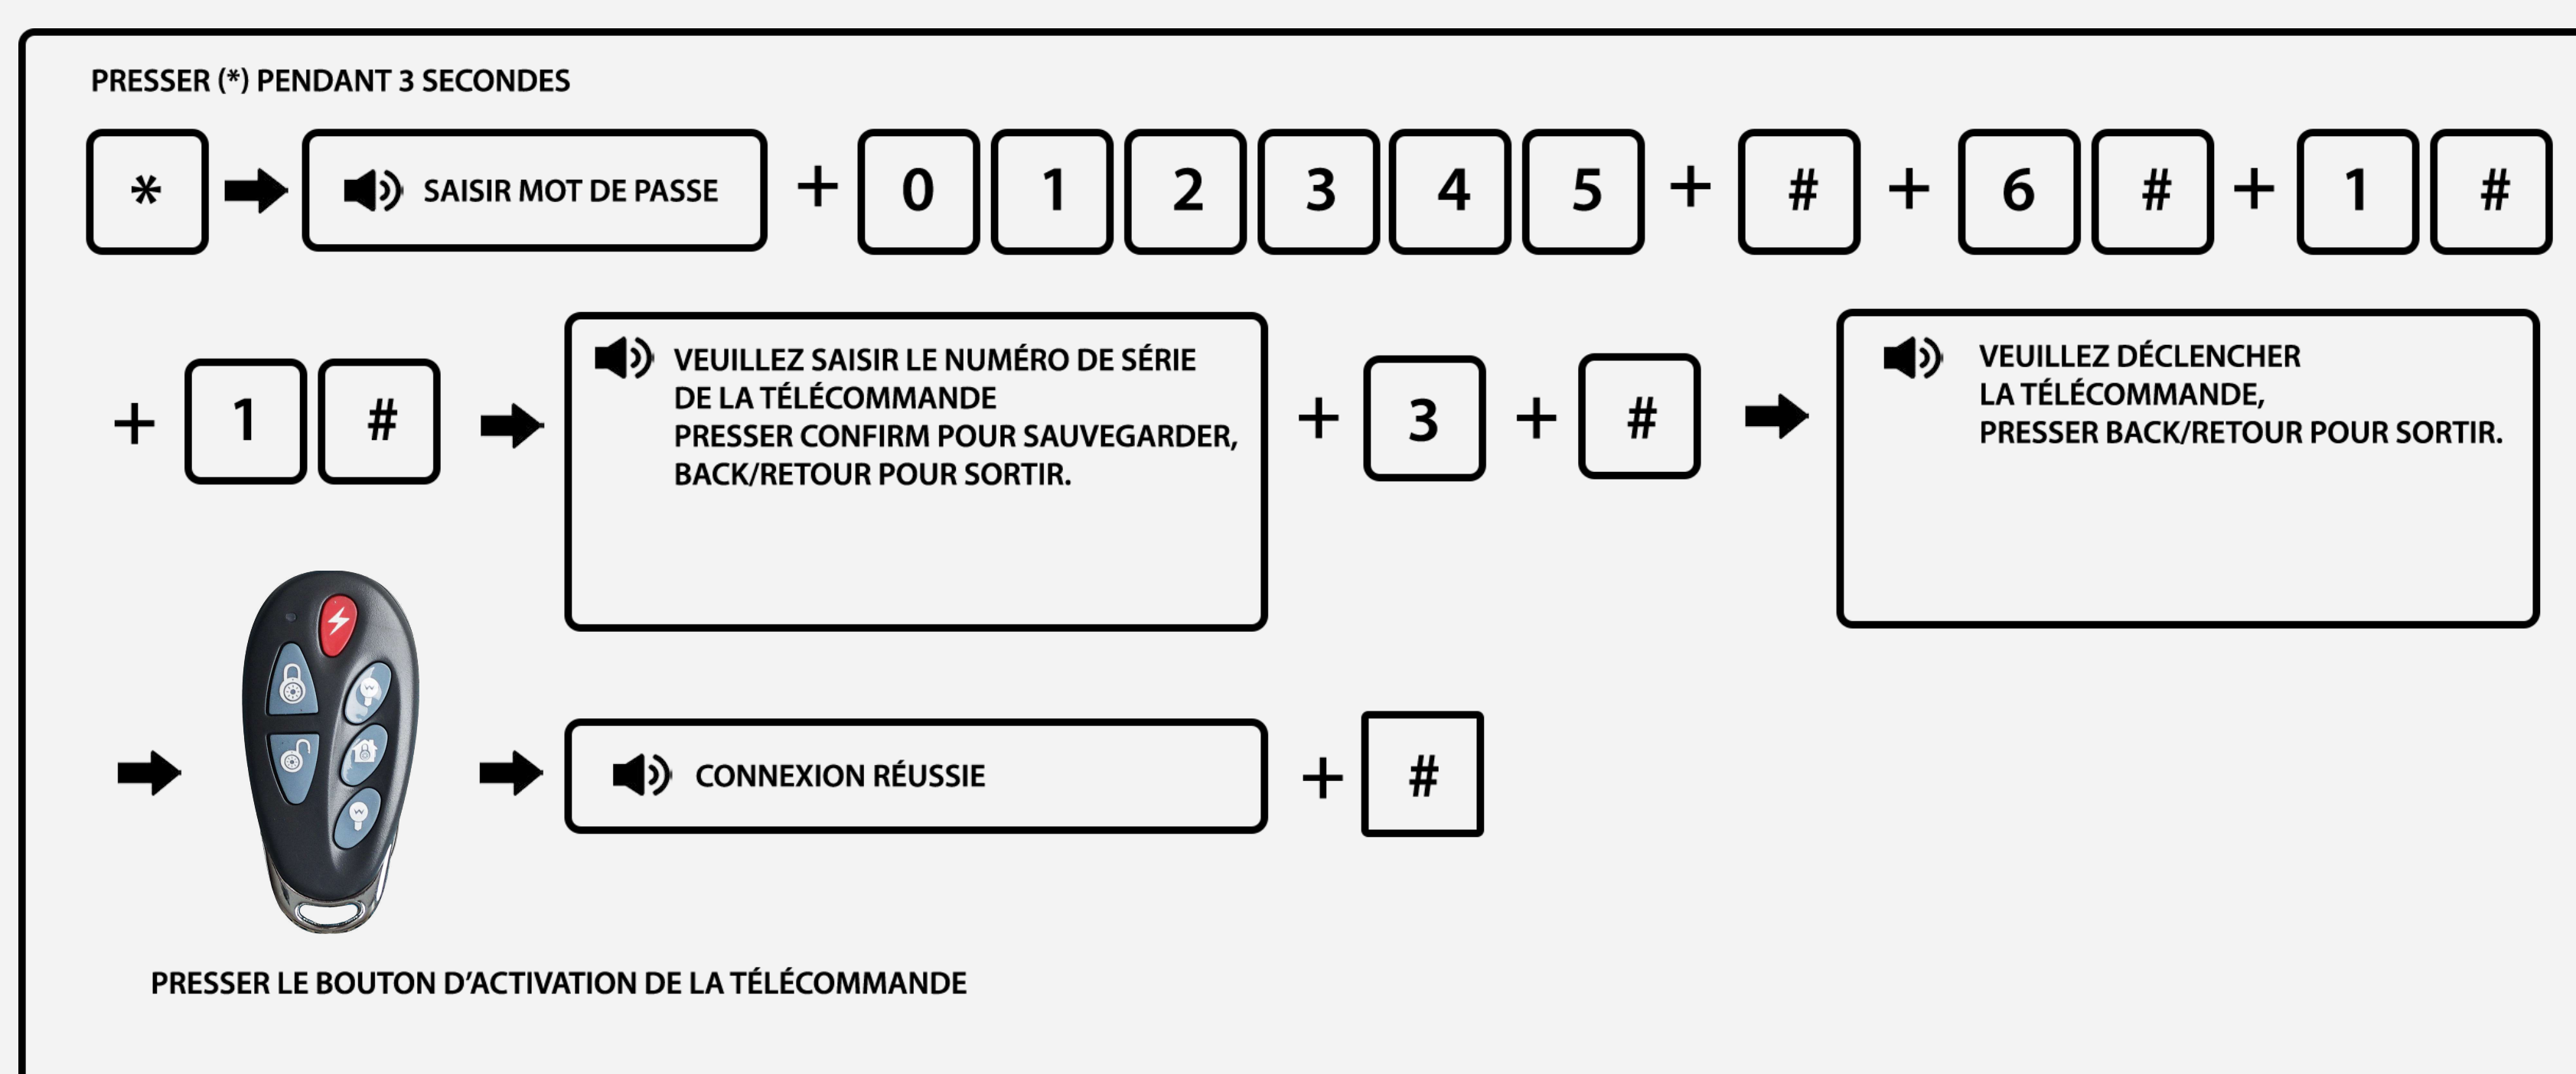 PRESSER (*) PENDANT 3 SECONDES
* SAISIR MOT DE PASSE + 0 1 2 3 4 5 + # + 6 # + 1 #
+ 1 #
VEUILLEZ SAISIR LE NUMÉRO DE SÉRIE
DE LA TÉLÉCOMMANDE
PRESSER CONFIRM POUR SAUVEGARDER,
BACK/RETOUR POUR SORTIR.
+ 3 + #
VEUILLEZ DÉCLENCHER
LA TÉLÉCOMMANDE,
PRESSER BACK/RETOUR POUR SORTIR.
CONNEXION RÉUSSIE + #
PRESSER LE BOUTON D’ACTIVATION DE LA TÉLÉCOMMANDE